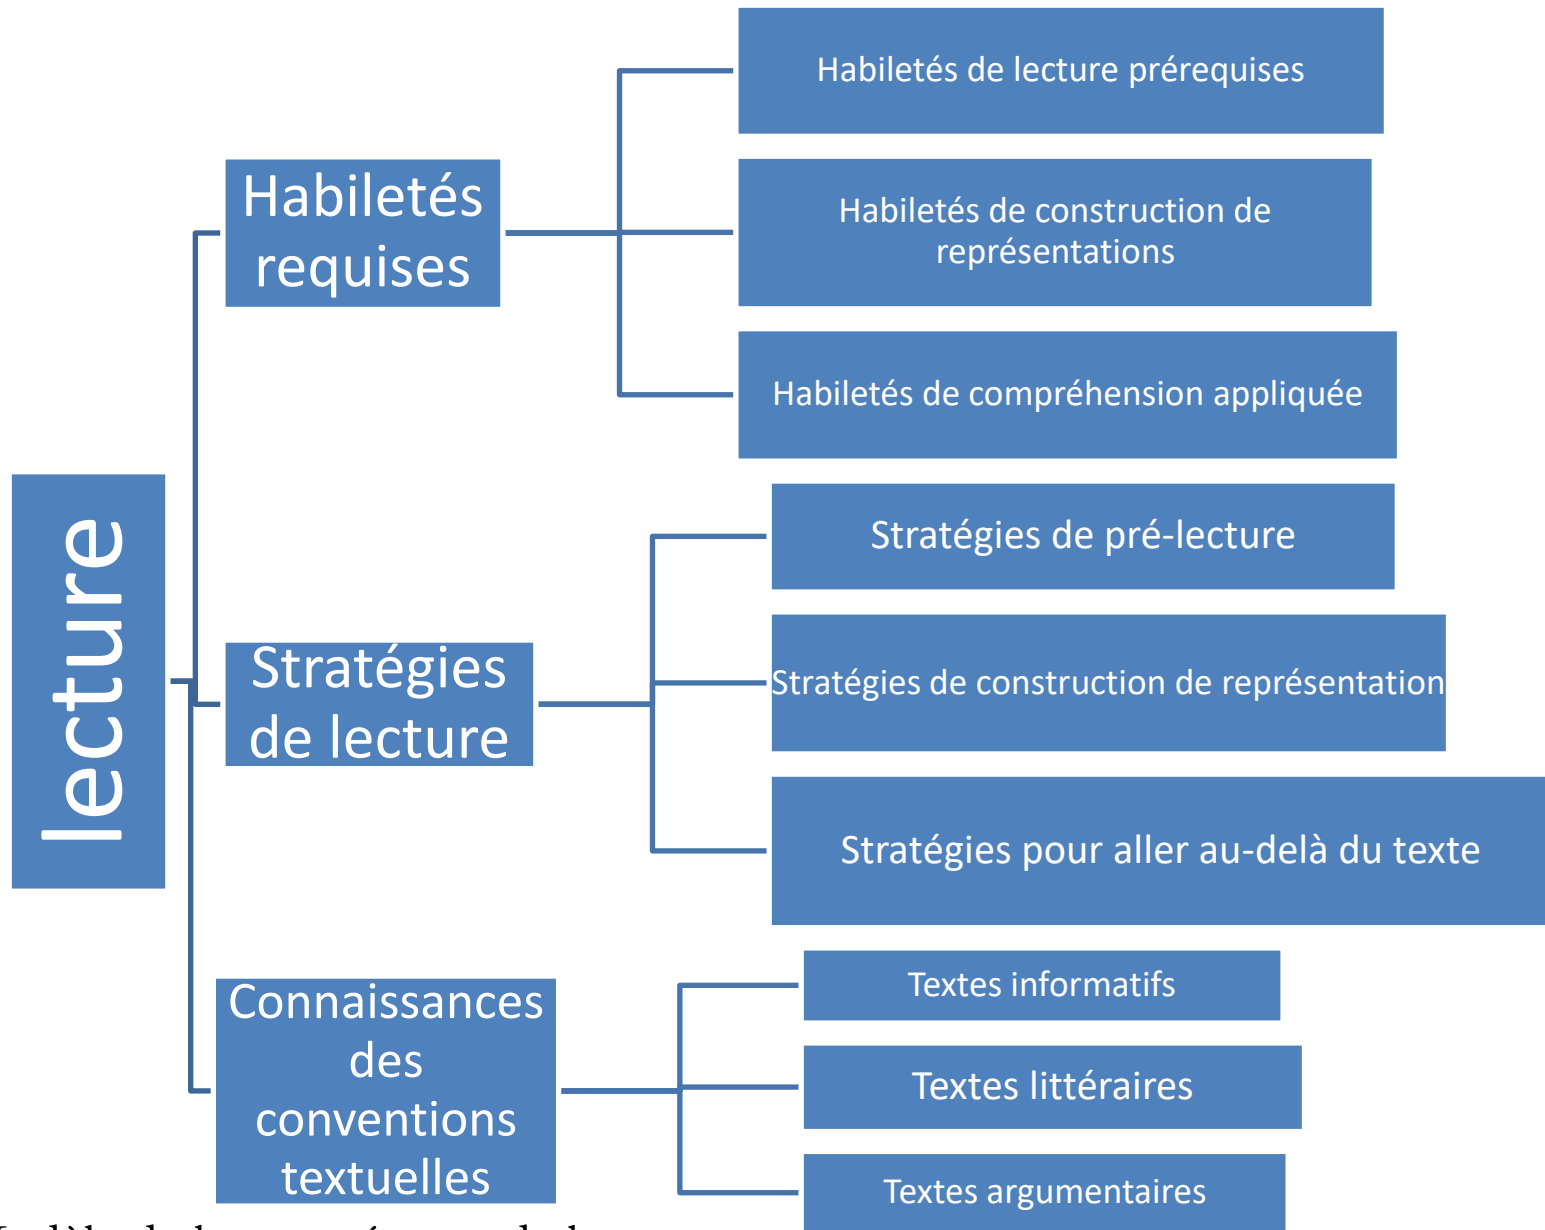 lecture
Habiletés
requises
Habiletés de lecture prérequises
Habiletés de construction de
représentations
Habiletés de compréhension appliquée
Stratégies
de lecture
Stratégies de pré-lecture
Stratégies de construction de représentation
Stratégies pour aller au-delà du texte
Connaissances
des
conventions
textuelles
Textes informatifs
Textes littéraires
Textes argumentaires